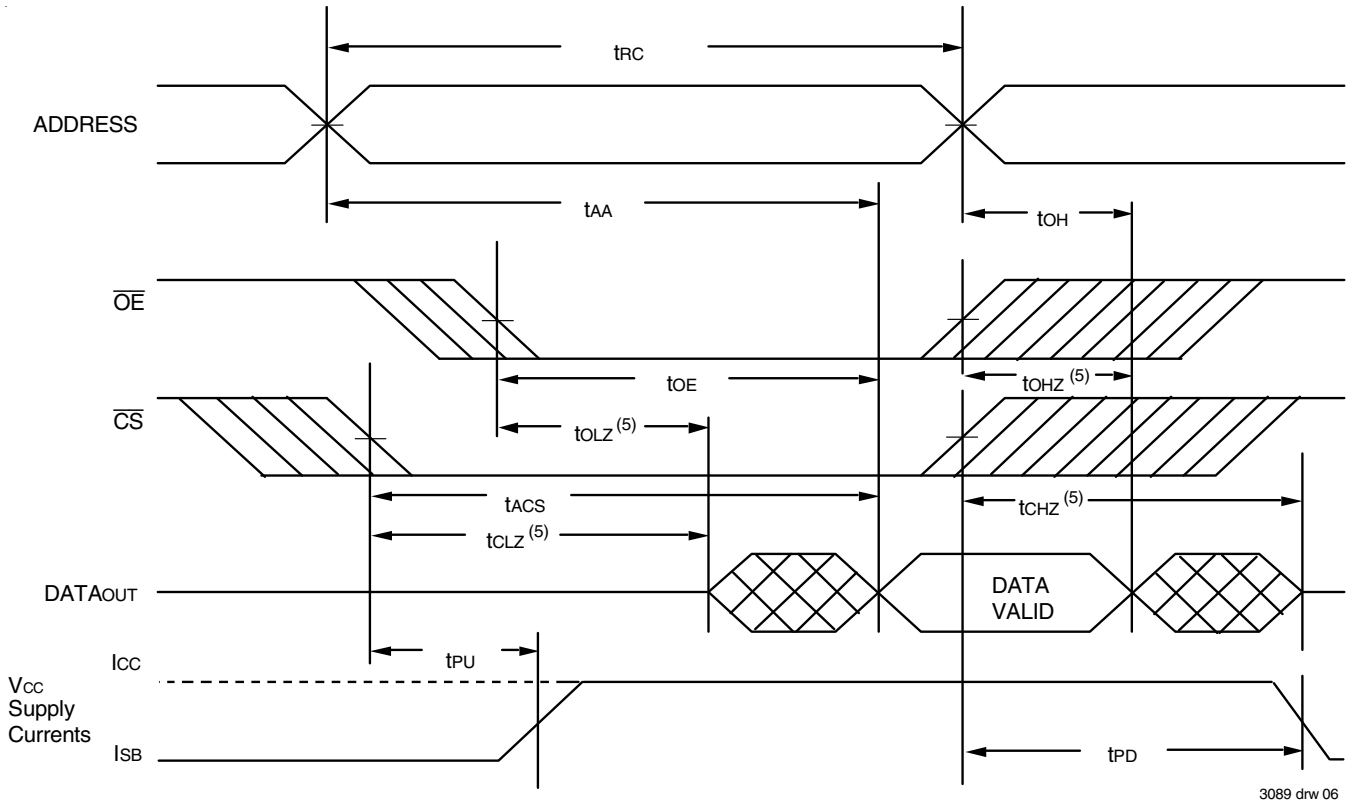 tRC
ADDRESS
tAA
tOH
OE
tOE
tOHZ (5)
CS
tOLZ (5)
tACS
tCHZ (5)
tCLZ (5)
DATAOUT
DATA
VALID
ICC
tPU
VCC
Supply
Currents
ISB
tPD
3089 drw 06